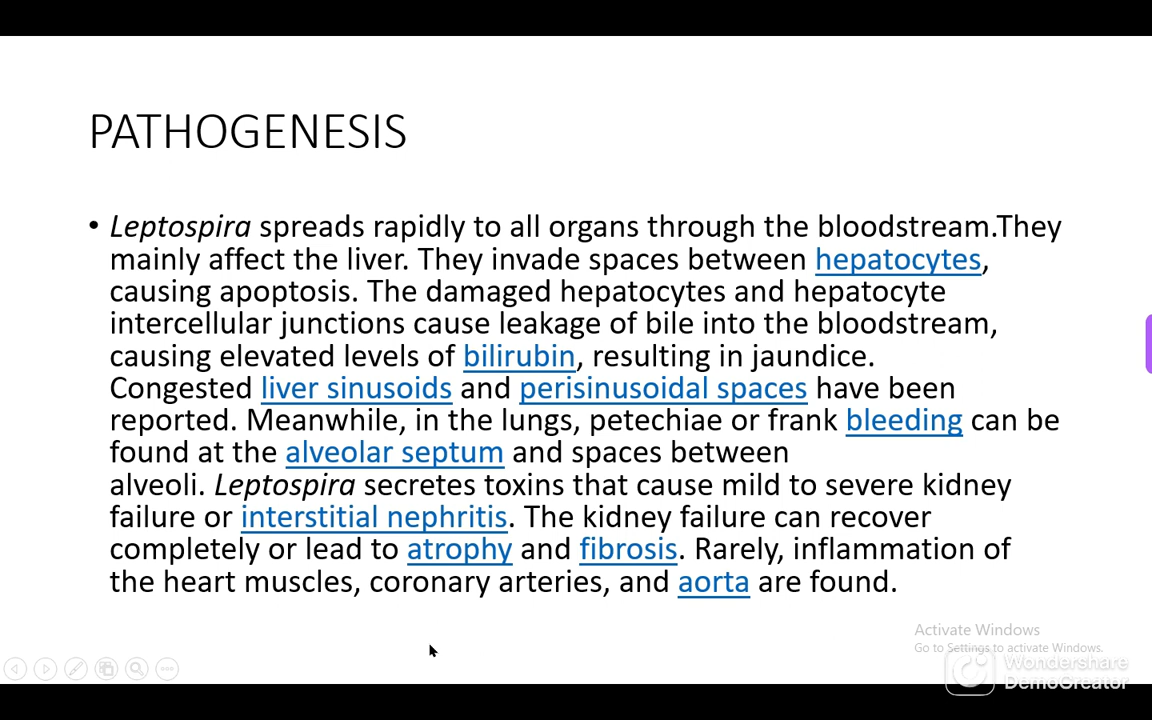 PATHOGENESIS
• Leptospira spreads rapidly to all organs through the bloodstream.They
mainly affect the liver. They invade spaces between hepatocytes,
causing apoptosis. The damaged hepatocytes and hepatocyte
intercellular junctions cause leakage of bile into the bloodstream,
causing elevated levels of bilirubin, resulting in jaundice.
Congested liver sinusoids and perisinusoidal spaces have been
reported. Meanwhile, in the lungs, petechiae or frank bleeding can be
found at the alveolar septum and spaces between
alveoli. Leptospira secretes toxins that cause mild to severe kidney
failure or interstitial nephritis. The kidney failure can recover
completely or lead to atrophy and fibrosis. Rarely, inflammation of
the heart muscles, coronary arteries, and aorta are found.
Activate Windows
Go to Settings to activate Windows.
Wondershare
DemoCreator